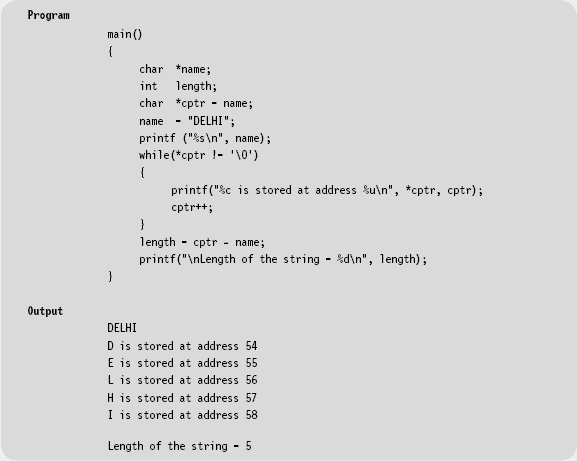 Program
main()
{
char *name;
int length;
char *cptr = name;
name = "DELHI";
printf ("%s\n", name);
while(*cptr != '\0')
{
printf("%c is stored at address %u\n", *cptr, cptr);
cptr++;
}
length = cptr - name;
printf("\nLength of the string = %d\n", length);
}
Output
DELHI
D is stored at address 54
E is stored at address 55
L is stored at address 56
H is stored at address 57
I is stored at address 58
Length of the string = 5